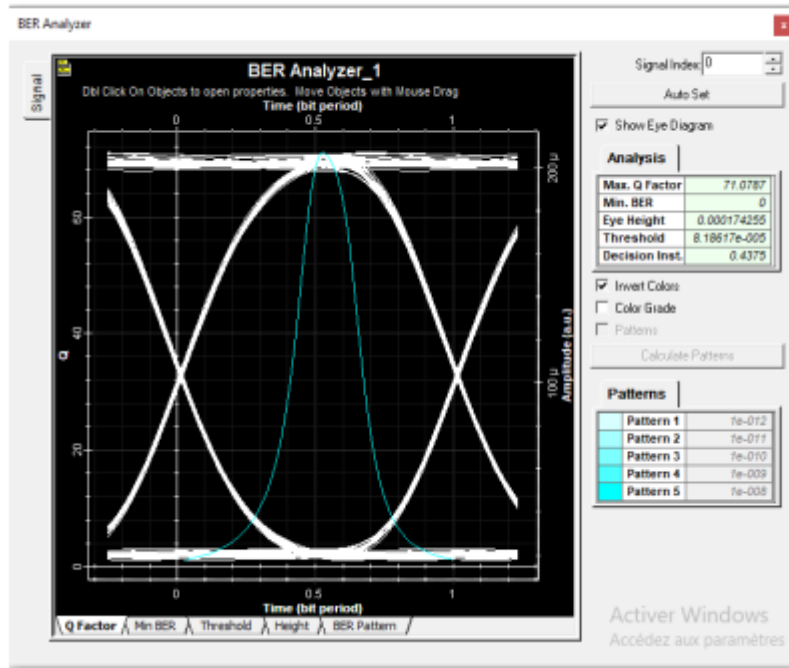 BER Analyzer
x
Signal
BER Analyzer_1
Dbl Click On Objects to open properties. Move Objects with Mouse Drag
Time (bit period)
0 0.5 1
Q
60
40
20
0
200 µ
100 µ
Amplitude (a.u.)
0 0.5 1
Time (bit period)
Q Factor Min BER Threshold Height BER Pattern
Signal Index: 0
Auto Set
Show Eye Diagram
Analysis
Max. Q Factor 71.0787
Min. BER 0
Eye Height 0.000174255
Threshold 8.18617e-005
Decision Inst. 0.4375
Invert Colors
Color Grade
Patterns
Calculate Patterns
Patterns
Pattern 1 1e-012
Pattern 2 1e-011
Pattern 3 1e-010
Pattern 4 1e-009
Pattern 5 1e-008
Activer Windows
Accédez aux paramètres